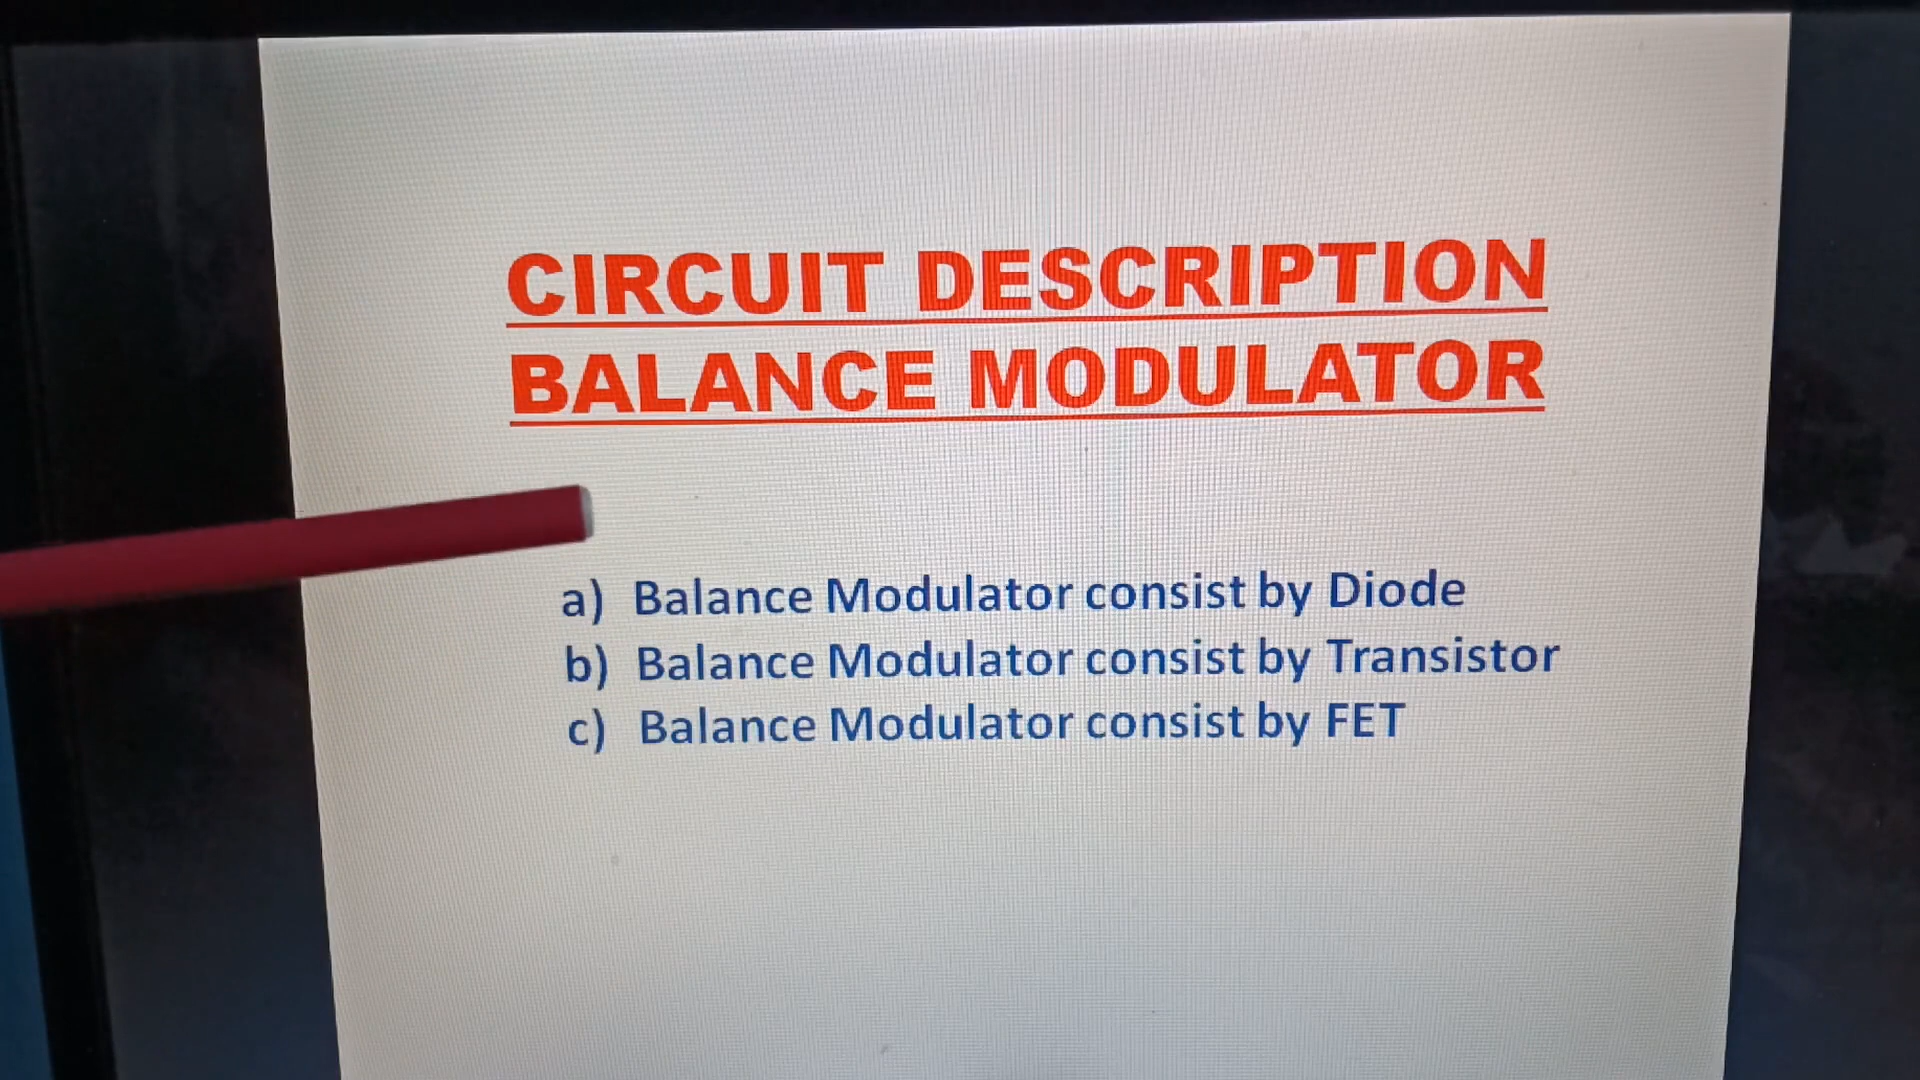 CIRCUIT DESCRIPTION
BALANCE MODULATOR
a) Balance Modulator consist by Diode
b) Balance Modulator consist by Transistor
c) Balance Modulator consist by FET